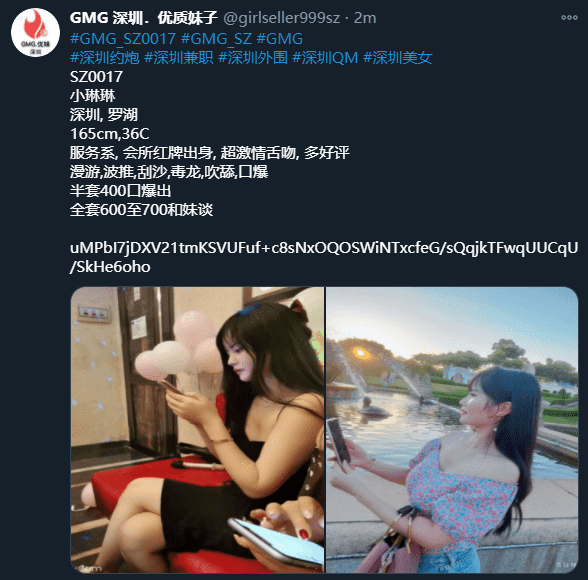 GMG 深圳．优质妹子 @girlseller999sz · 2m
GMG.优妹
深圳
#GMG_SZ0017 #GMG_SZ #GMG
#深圳约炮 #深圳兼职 #深圳外围 #深圳QM #深圳美女
SZ0017
小琳琳
深圳, 罗湖
165cm,36C
服务系, 会所红牌出身, 超激情舌吻, 多好评
漫游,波推,刮沙,毒龙,吹舔,口爆
半套400口爆出
全套600至700和妹谈
uMPbI7jDXV21tmKSVUFuf+c8sNxOQOSWiNTxcfeG/sQqjkTFwqUUCqU
/SkHe6oho